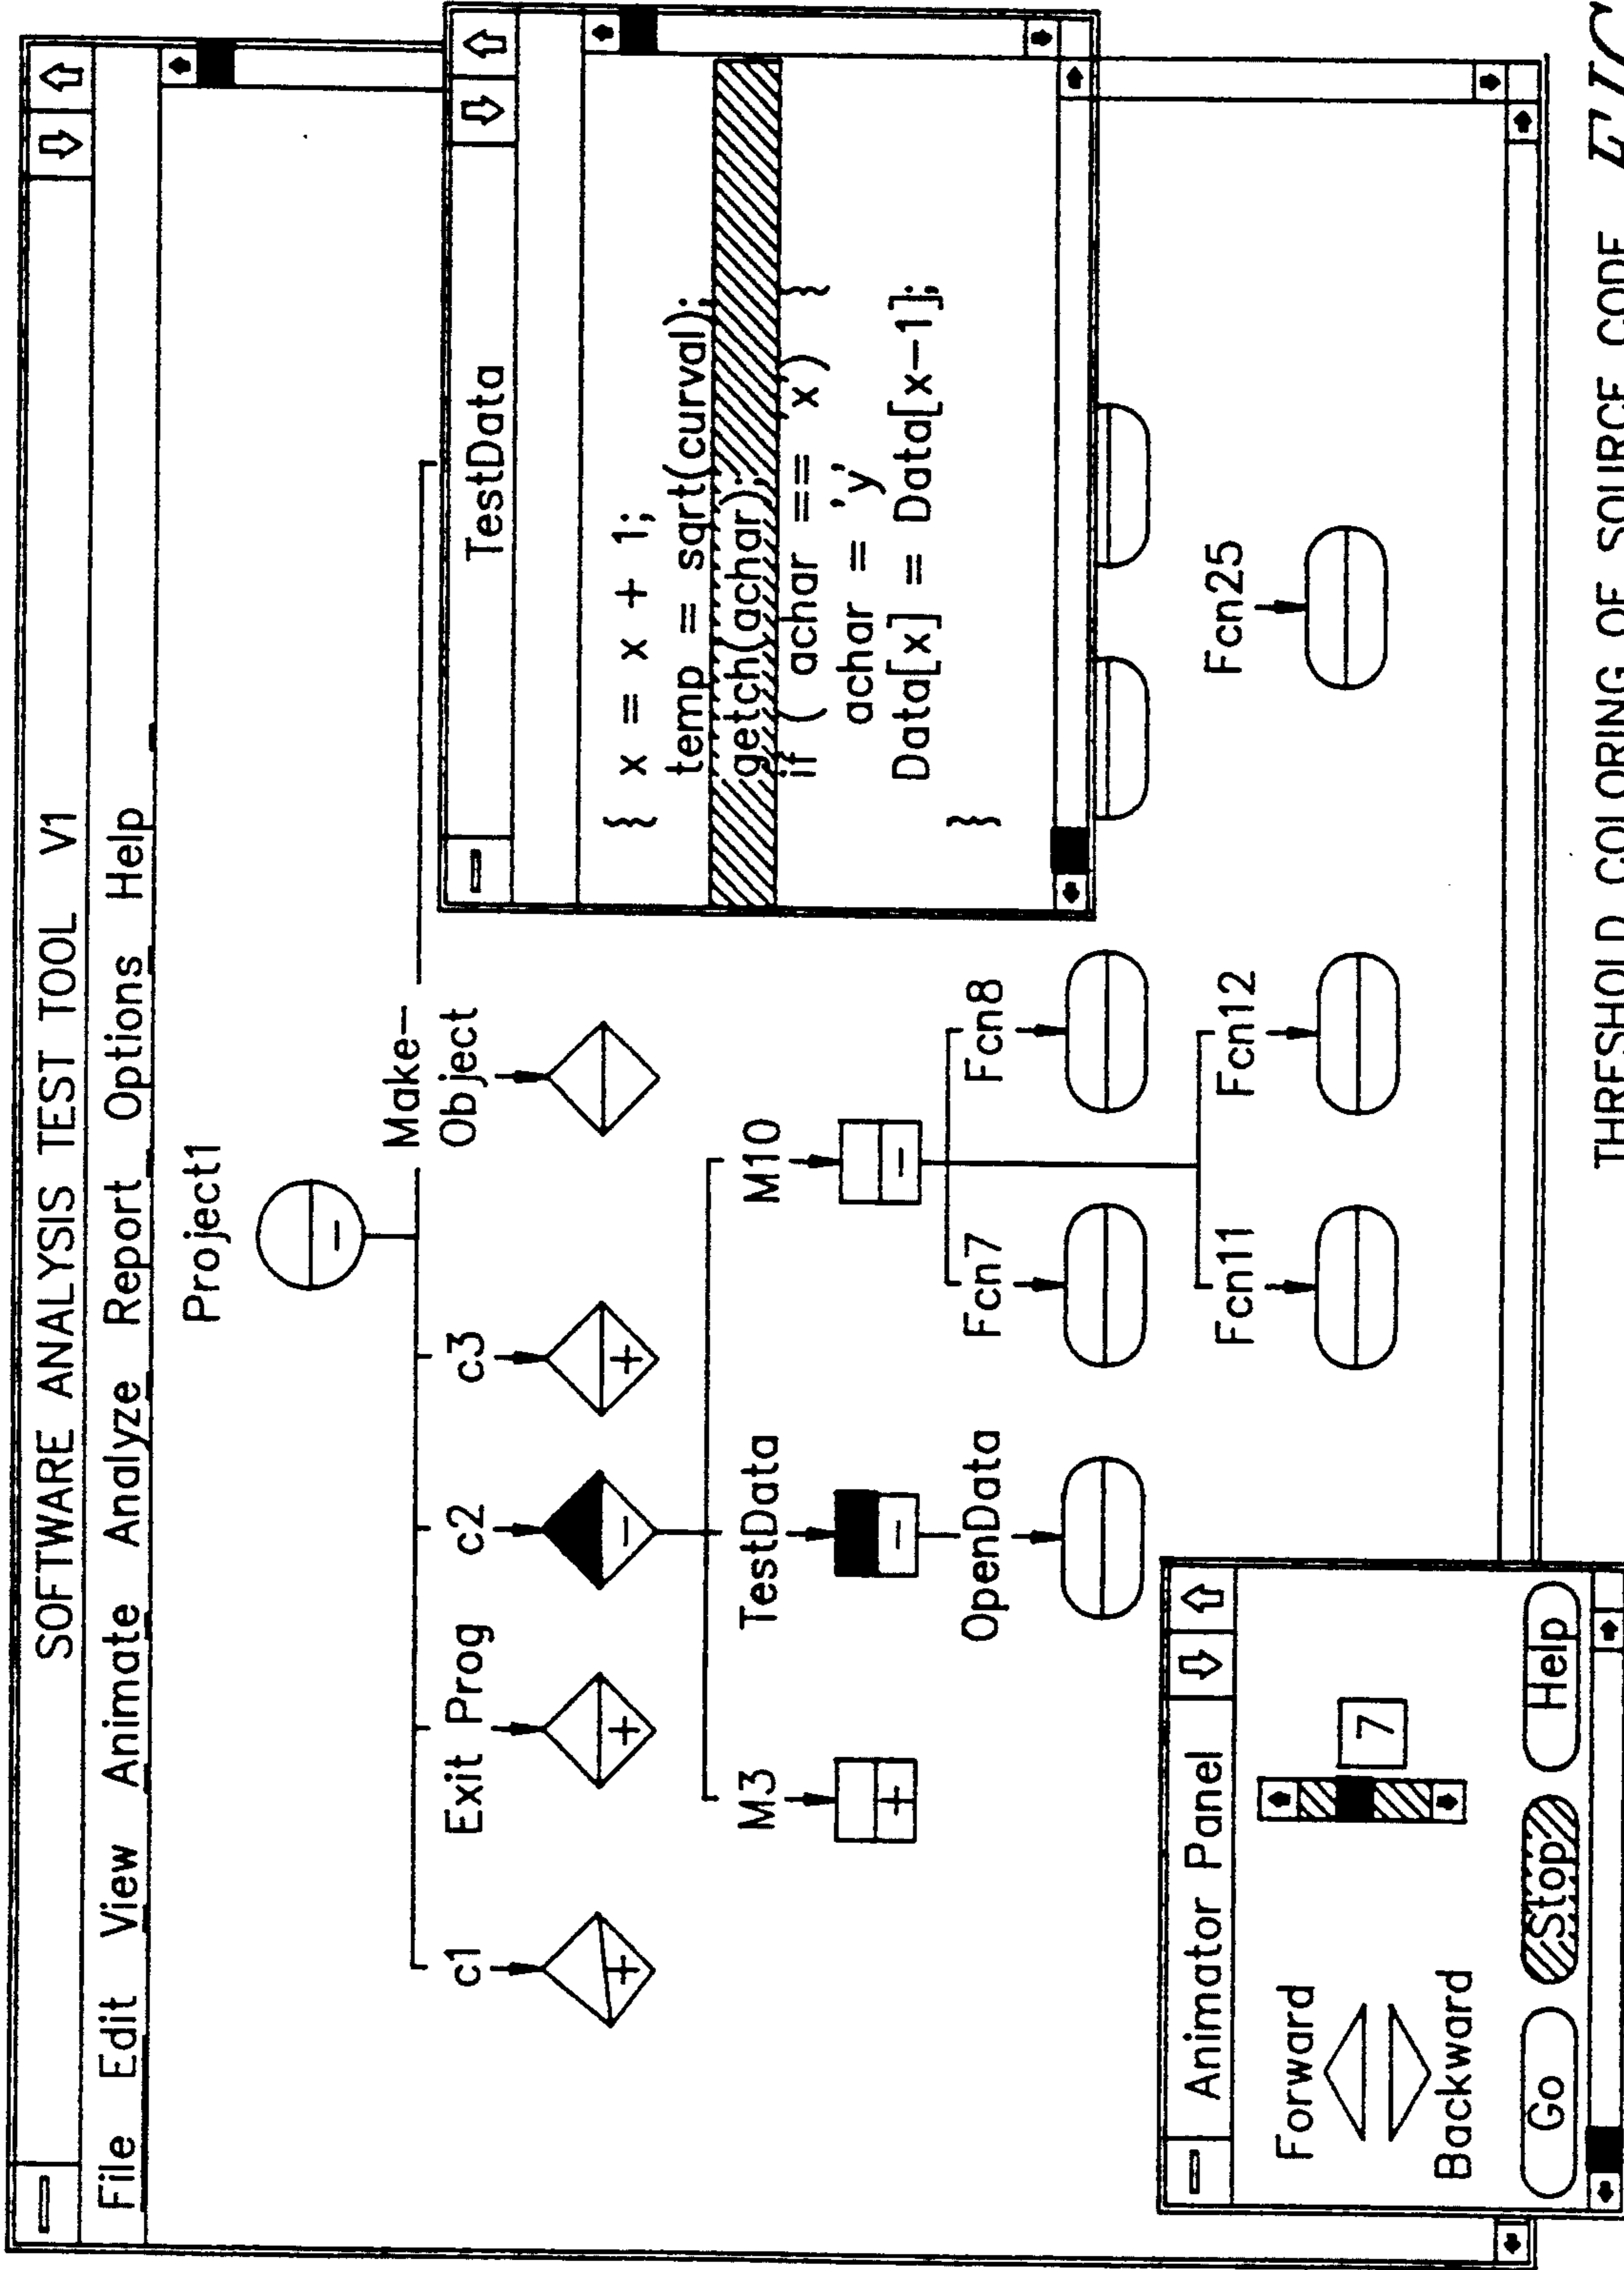 SOFTWARE ANALYSIS TEST TOOL V1
File Edit View Animate Analyze Report Options Help
Project1
c1
Exit Prog
c2
c3
Make-
Object
M3
TestData
M10
OpenData
Fcn7
Fcn8
Fcn11
Fcn12
Fcn25
TestData
{ x = x + 1;
temp = sqrt(curval);
getch(achar);
if ( achar == 'x') }
achar = 'y'
Data[x] = Data[x-1];
}
Animator Panel
Forward
Backward
7
Go
Stop
Help
THRESHOLD COLORING OF SOURCE CODE